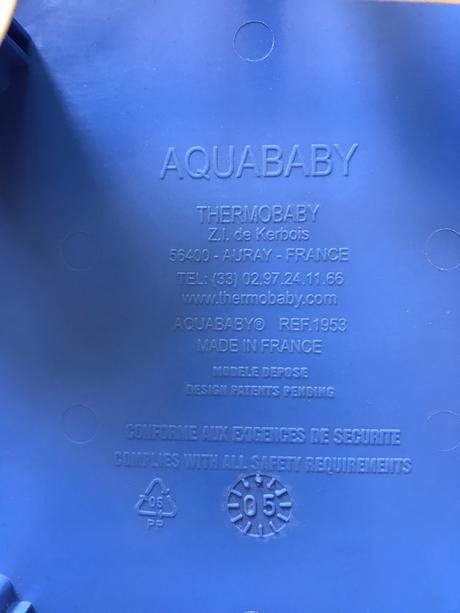 AQUABABY
THERMOBABY
Z.I. de Kerbois
56400 - AURAY - FRANCE
TEL: (33) 02.97.24.11.66
www.thermobaby.com
AQUABABY® REF.1953
MADE IN FRANCE
MODELE DEPOSE
DESIGN PATENTS PENDING
CONFORME AUX EXIGENCES DE SECURITE
COMPLIES WITH ALL SAFETY REQUIREMENTS
05
PP
05